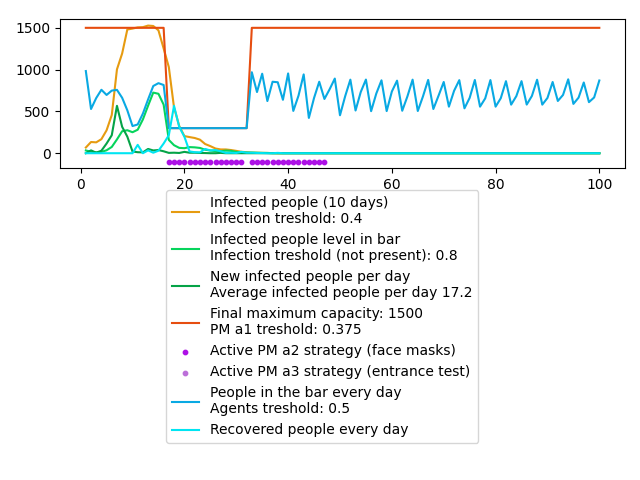 1500
1000
500
0
0
20
40
60
80
100
Infected people (10 days)
Infection treshold: 0.4
Infected people level in bar
Infection treshold (not present): 0.8
New infected people per day
Average infected people per day 17.2
Final maximum capacity: 1500
PM a1 treshold: 0.375
Active PM a2 strategy (face masks)
Active PM a3 strategy (entrance test)
People in the bar every day
Agents treshold: 0.5
Recovered people every day